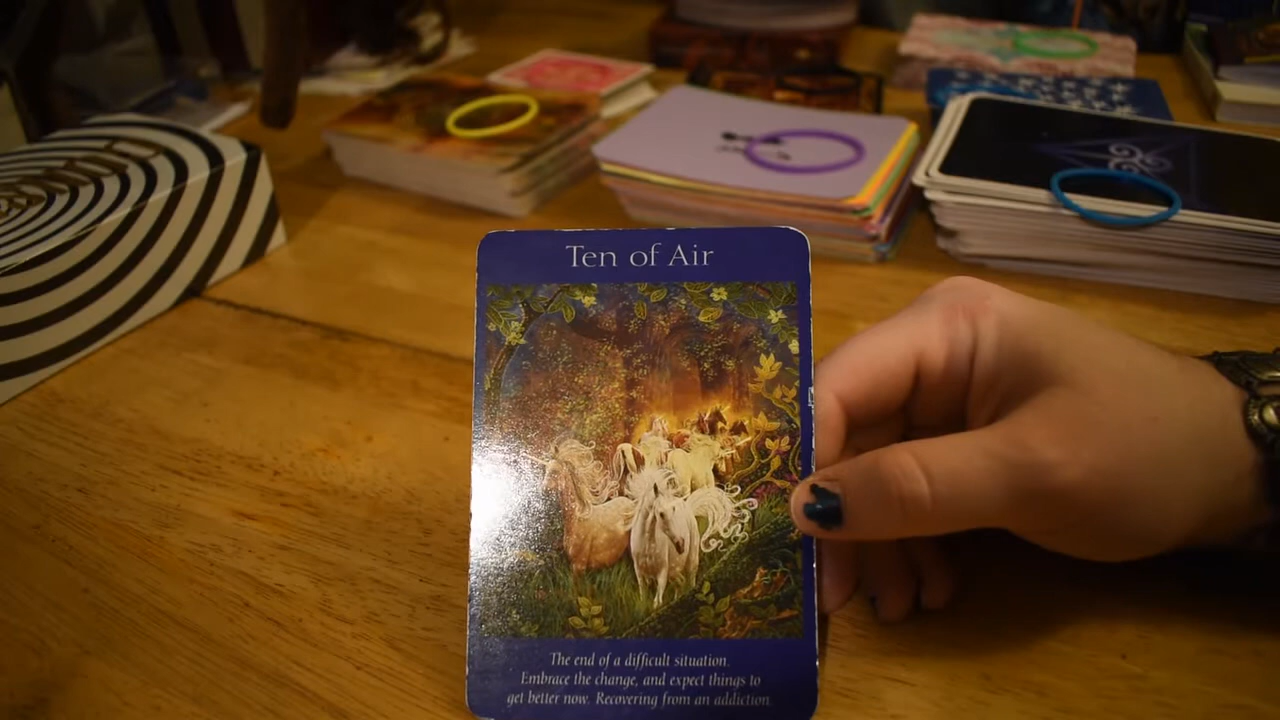 Ten of Air
The end of a difficult situation.
Embrace the change, and expect things to
get better now. Recovering from an addiction.